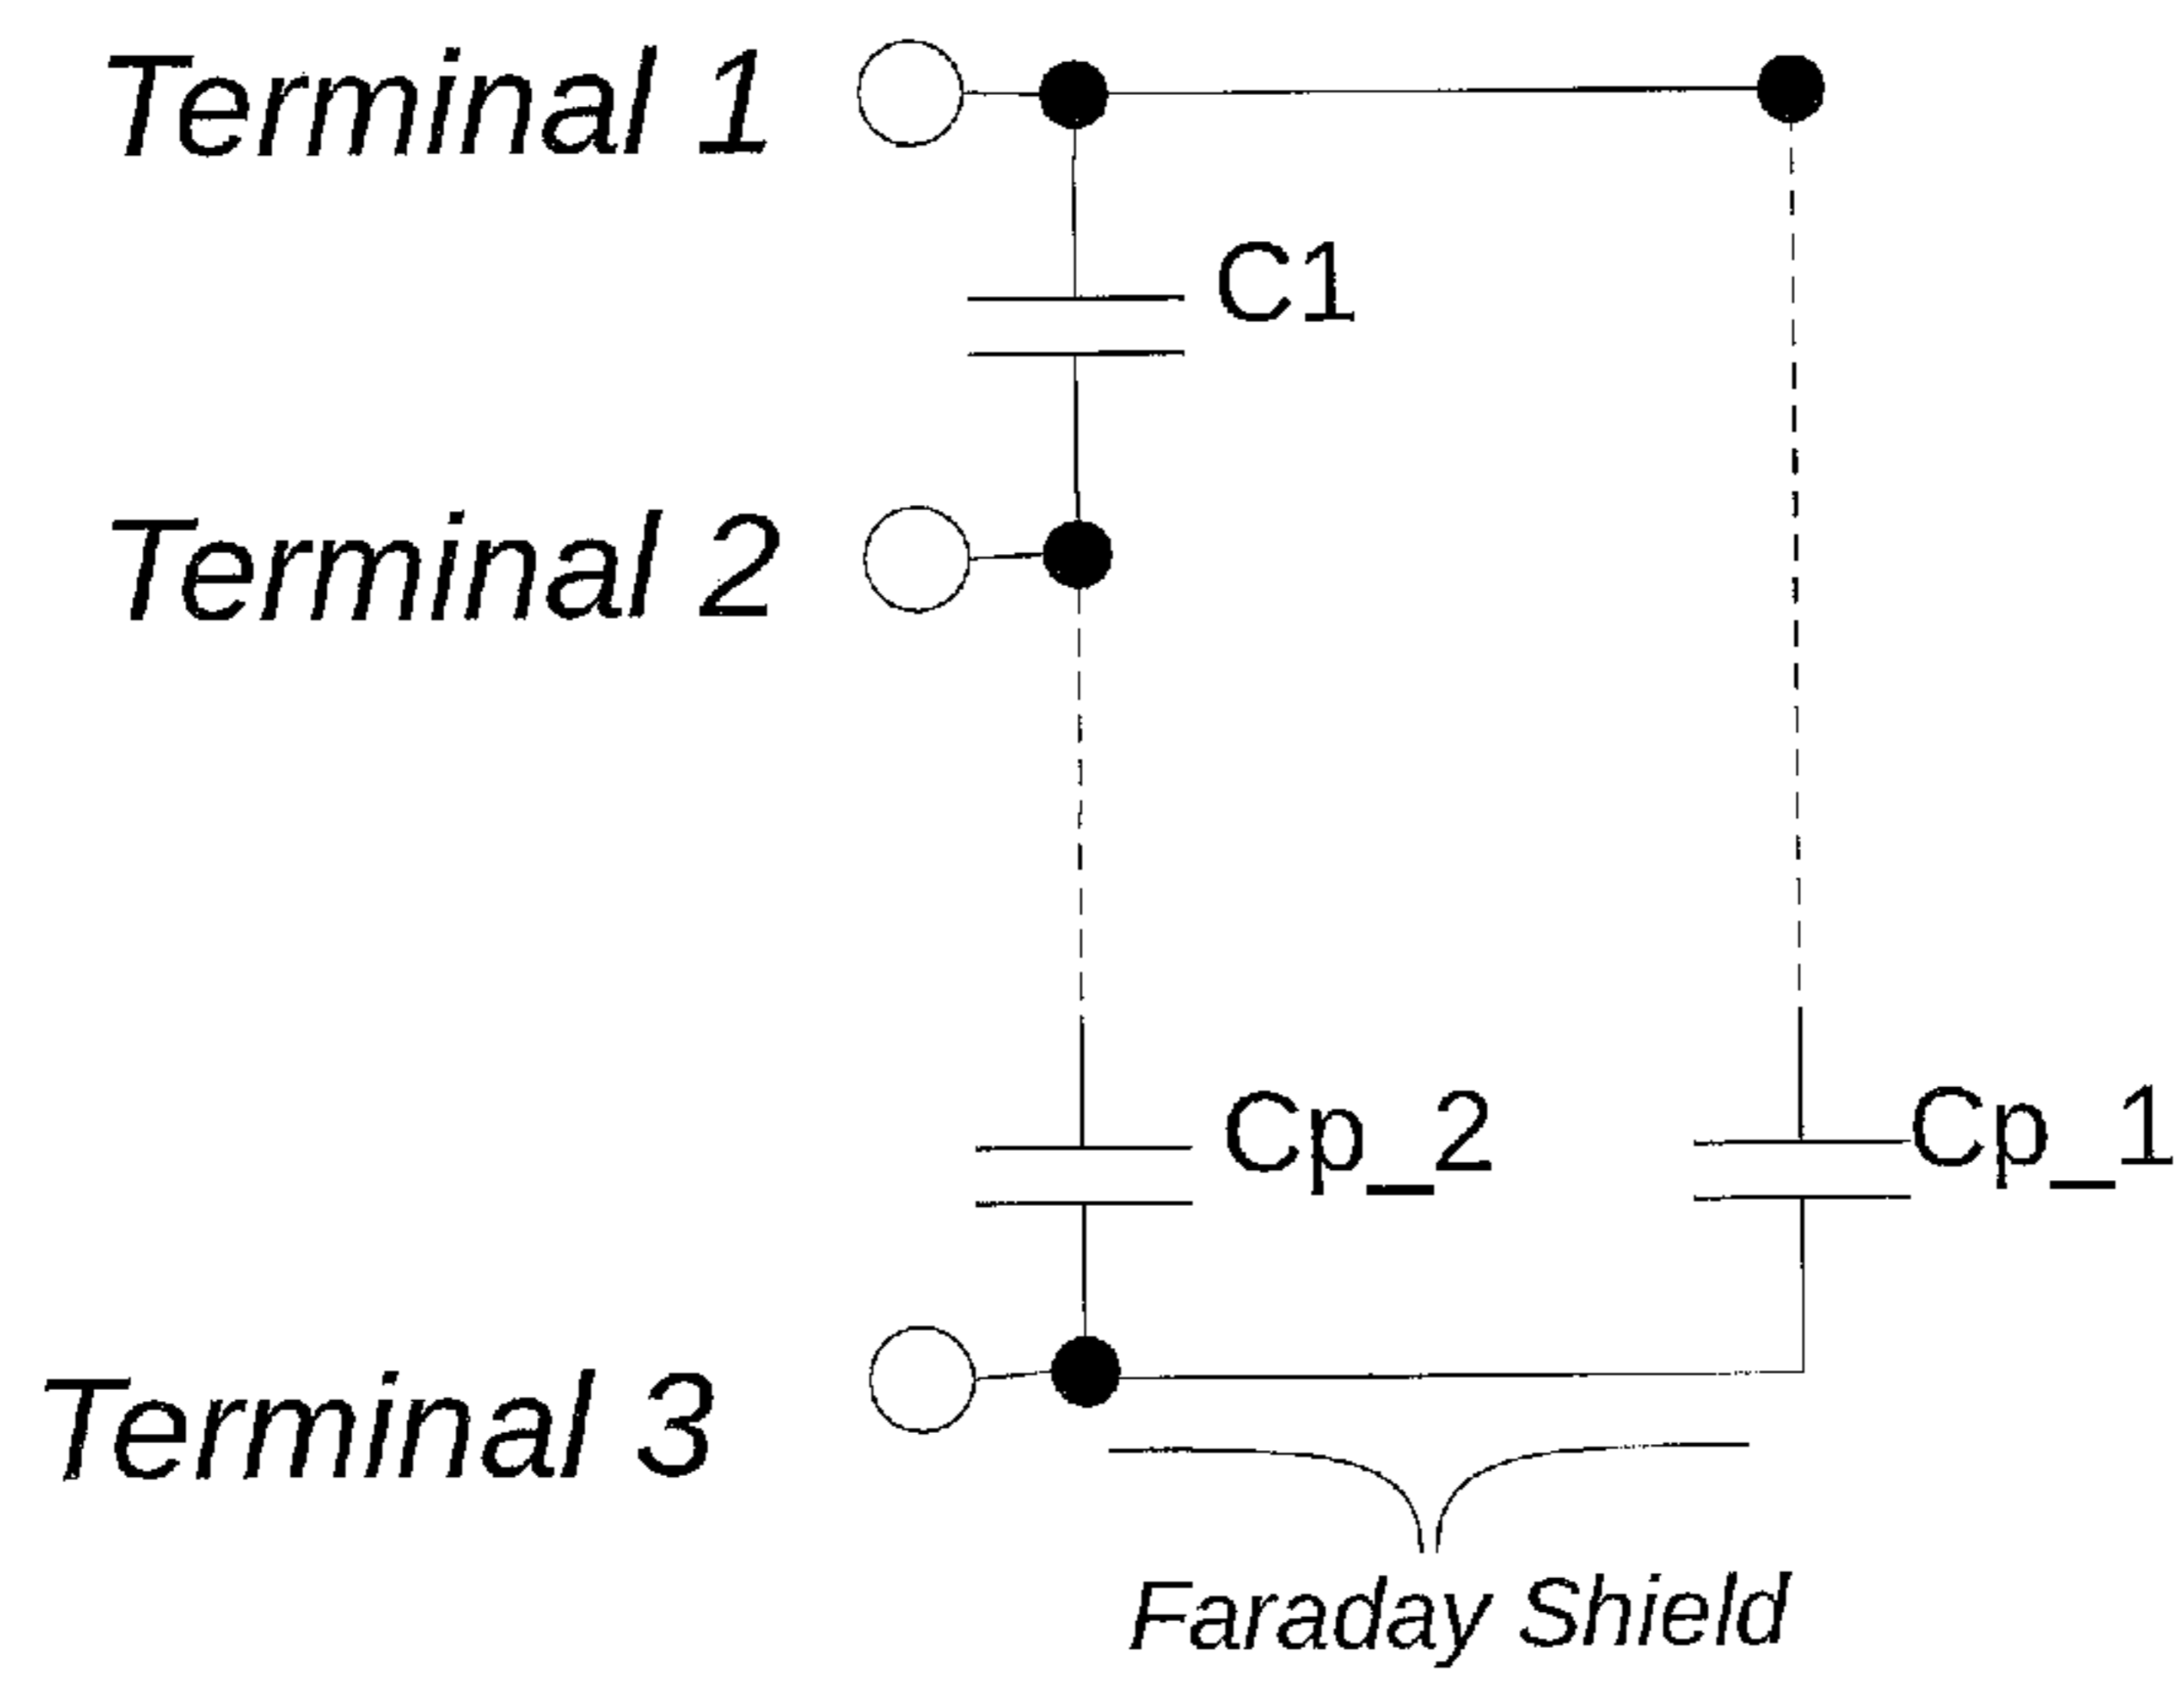 Terminal 1
C1
Terminal 2
Cp_2
Cp_1
Terminal 3
Faraday Shield